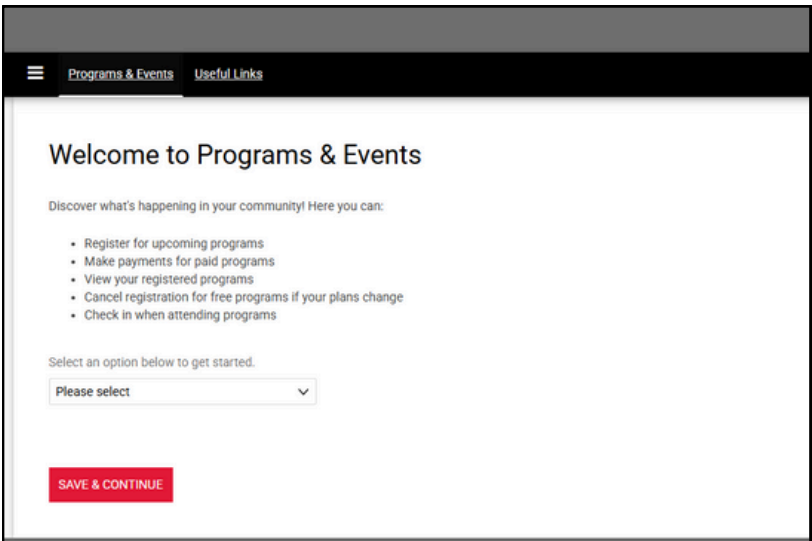 Programs & Events Useful Links
Welcome to Programs & Events
Discover what's happening in your community! Here you can:
• Register for upcoming programs
• Make payments for paid programs
• View your registered programs
• Cancel registration for free programs if your plans change
• Check in when attending programs
Select an option below to get started.
Please select
SAVE & CONTINUE